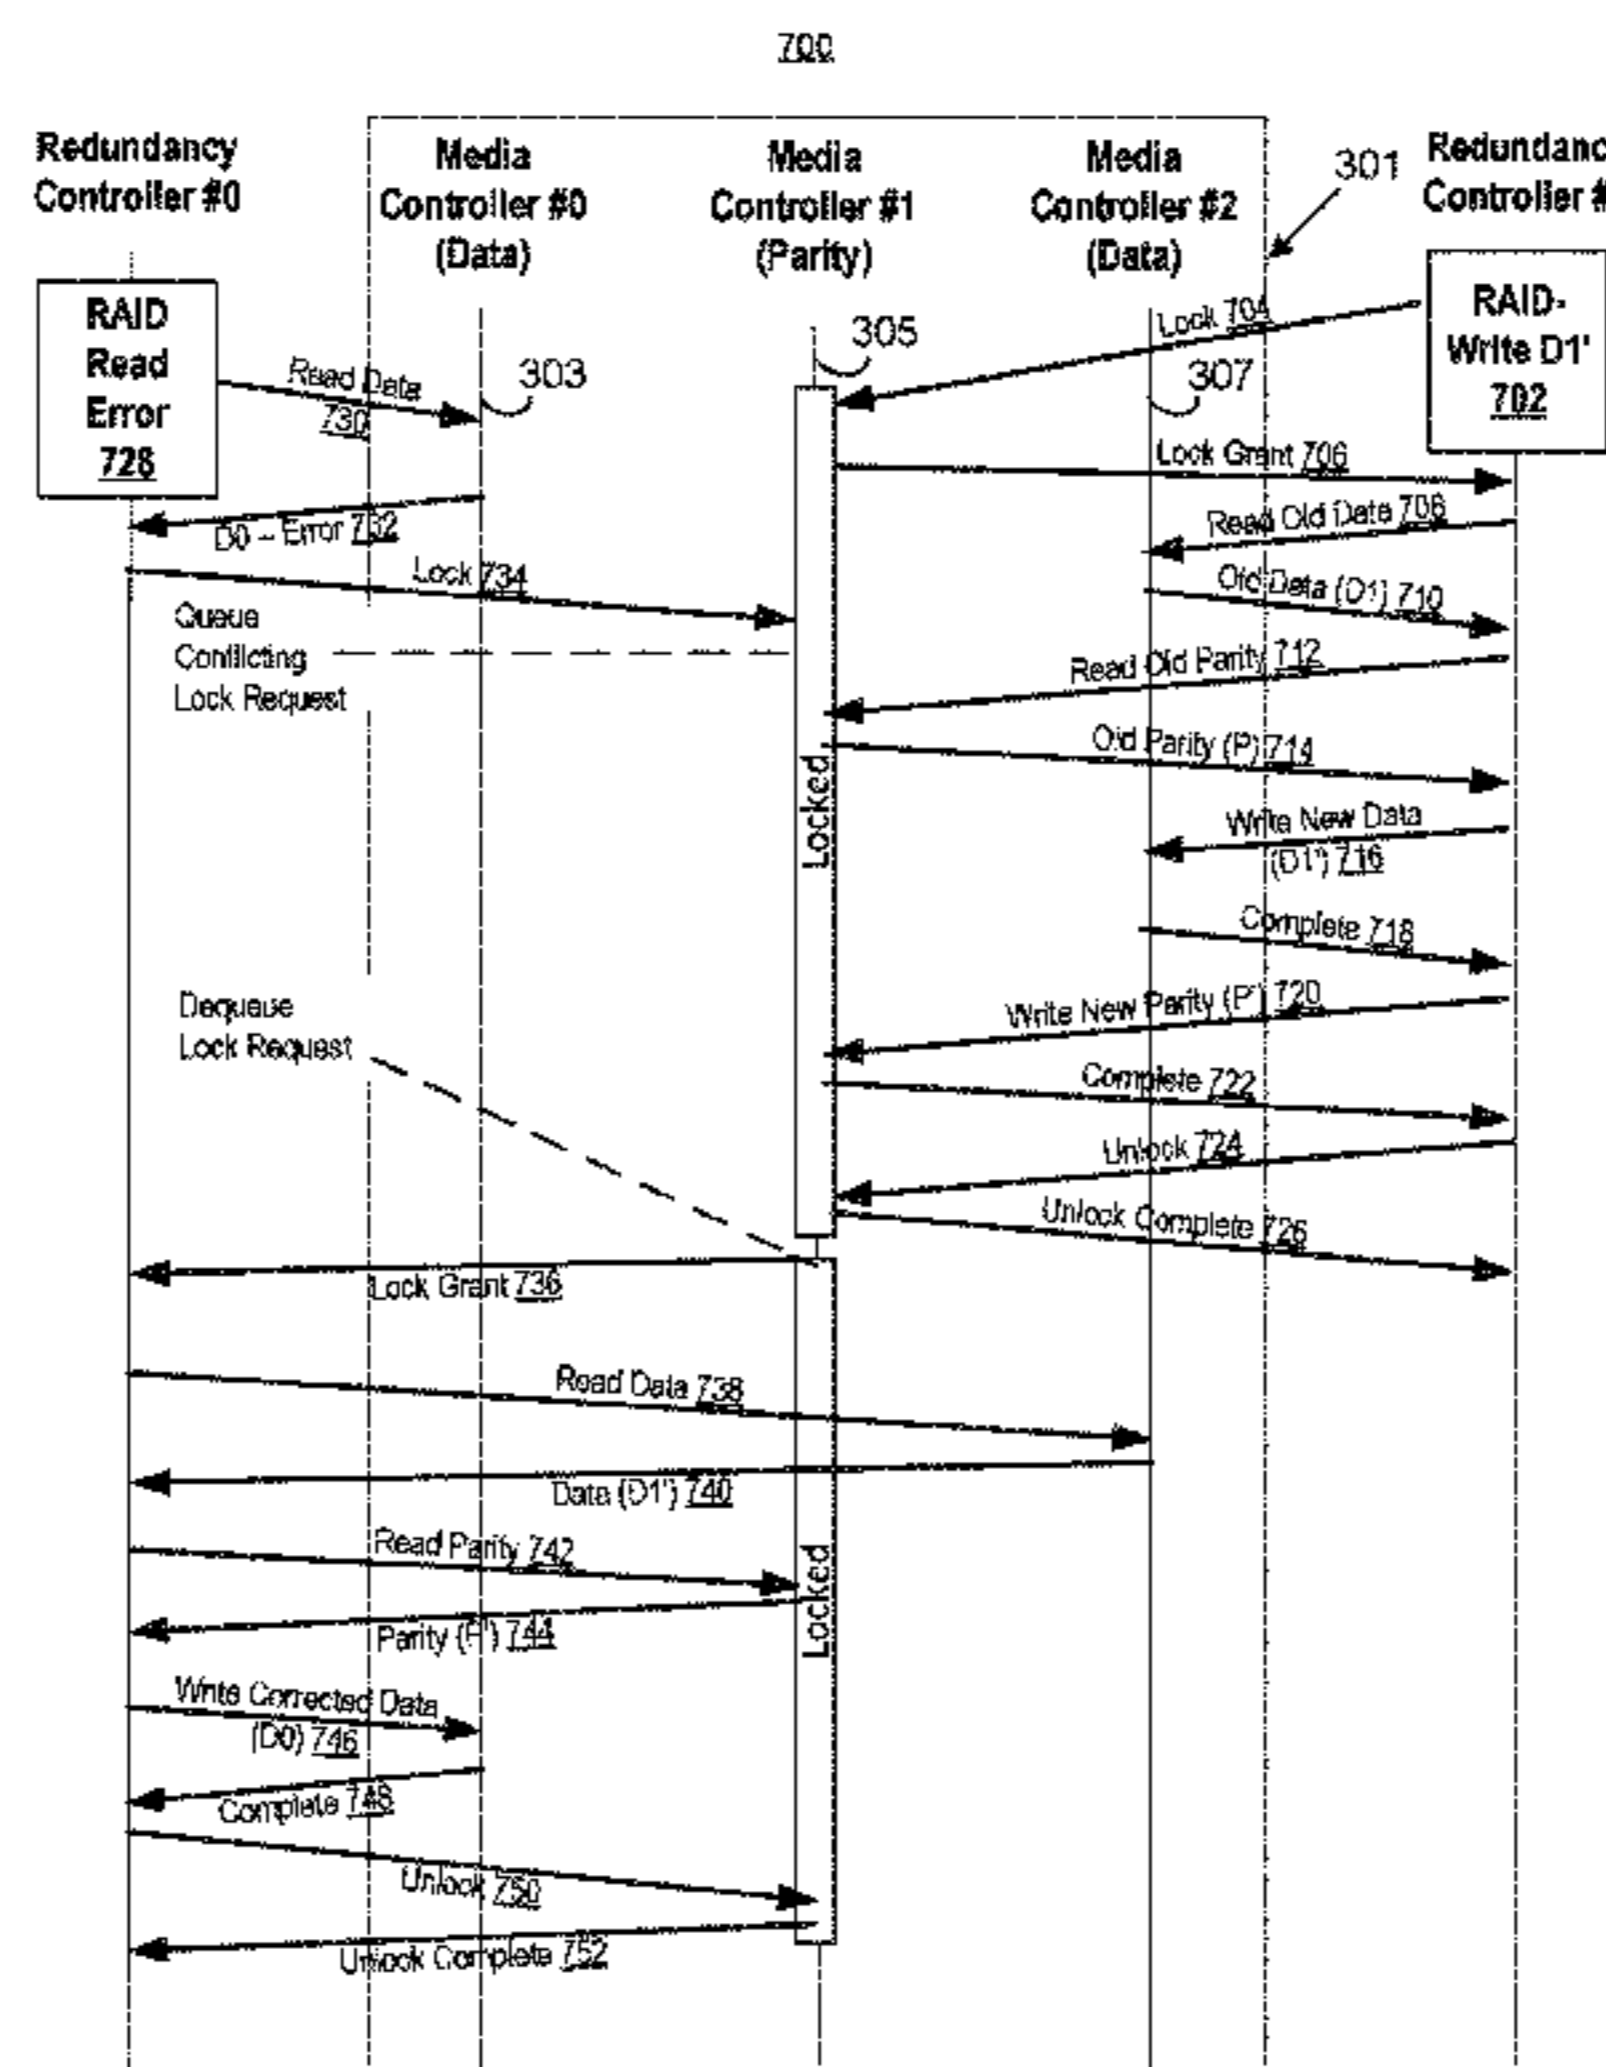 700
Redundancy
Controller #0
Media
Controller #0
(Data)
Media
Controller #1
(Parity)
Media
Controller #2
(Data)
301
Redundanc
Controller #
RAID
Read
Error
728
RAID-
Write D1'
702
Lock 704
305
303
307
Read Data
730
Lock Grant 706
Read Old Data 708
D0 – Error 732
Lock 734
Old Data (D1) 710
Queue
Conflicting
Lock Request
Read Old Parity 712
Old Parity (P) 714
Locked
Write New Data
(D1') 716
Complete 718
Dequeue
Lock Request
Write New Parity (P') 720
Complete 722
Unlock 724
Unlock Complete 726
Lock Grant 736
Read Data 738
Data (D1') 740
Read Parity 742
Locked
Parity (P') 744
Write Corrected Data
(D0) 746
Complete 748
Unlock 750
Unlock Complete 752